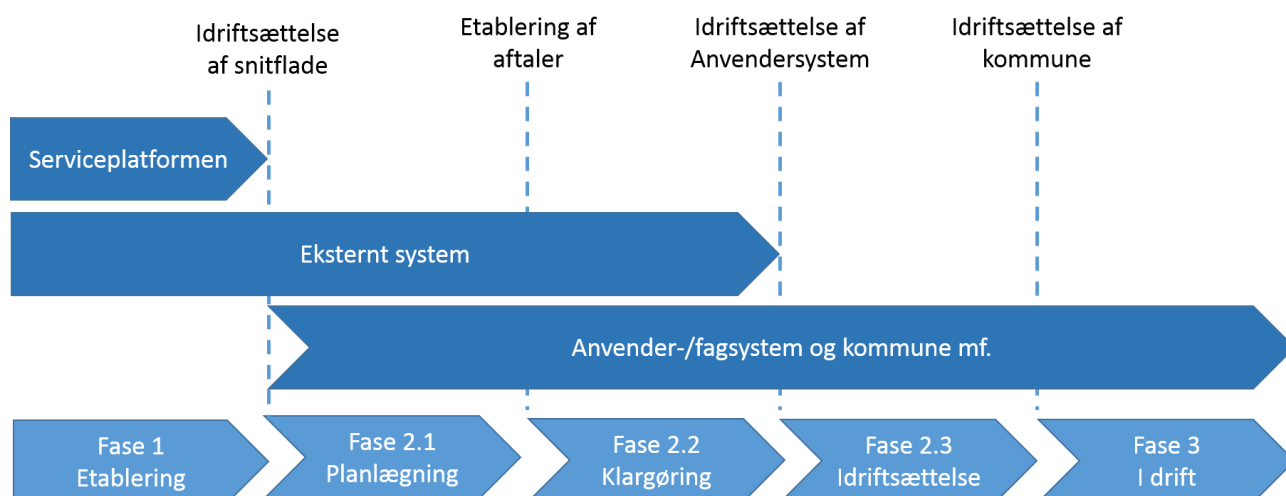 Idriftsættelse
af snitflade
Etablering af
aftaler
Idriftsættelse af
Anvendersystem
Idriftsættelse af
kommune
Serviceplatformen
Eksternt system
Anvender-/fagsystem og kommune mf.
Fase 1
Etablering
Fase 2.1
Planlægning
Fase 2.2
Klargøring
Fase 2.3
Idriftsættelse
Fase 3
I drift